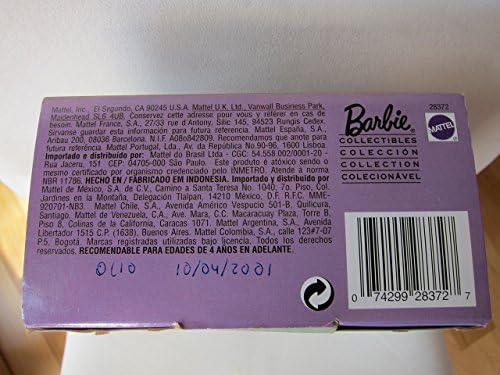 Mattel, Inc., El Segundo, CA 90245 U.S.A. Mattel U.K. Ltd., Vanwall Business Park,
Maidenhead SL6 4UB. Conservez cette adresse pour vous y référer en cas de
besoin. Mattel France, S.A., 27/33 rue d'Antony, Silic 145, 94523 Rungis Cedex.
Sírvanse guardar esta información para futura referencia. Mattel España, S.A.,
Aribau 200, 08036 Barcelona. N.I.F. A08o842809. Recomendamos que anote para
futura referência. Mattel Portugal, Lda., Av. da República No.90-96, 1600 Lisboa.
Importado e distribuído por: Mattel do Brasil Ltda - CGC: 54.558.002/0001-20 -
Rua Jaceru, 151 CEP: 04705-000 São Paulo. Este produto é atóxico sendo o
mesmo certificado por organismo credenciado pelo INMETRO. Atende a norma
NBR 11786. HECHO EN / FABRICADO EN INDONESIA. Importado y distribuido por
Mattel de México, S.A. de C.V., Camino a Santa Teresa No. 1040, 7o. Piso, Col.
Jardines en la Montaña, Delegación Tlalpan, 14210 México, D.F. R.F.C. MME-
920701-NB3. Mattel Chile, S.A., Avenida Américo Vespucio 501-B, Quilicura,
Santiago. Mattel de Venezuela, C.A., Ave. Mara, C.C. Macaracuay Plaza, Torre B,
Piso 8, Colinas de la California, Caracas 1071. Mattel Argentina, S.A., Avenida
Libertador 1515 C.P. (1638), Buenos Aires. Mattel Colombia, S.A., calle 123#7-07
P.5, Bogotá. Marcas registradas utilizadas bajo licencia. Todos los derechos
reservados. RECOMENDABLE PARA EDADES DE 4 AÑOS EN ADELANTE.
10/04/2001
28372
Barbie
COLLECTIBLES
COLECCIÓN
COLLECTION
COLECIONÁVEL
MATTEL
0 74299 28372 7